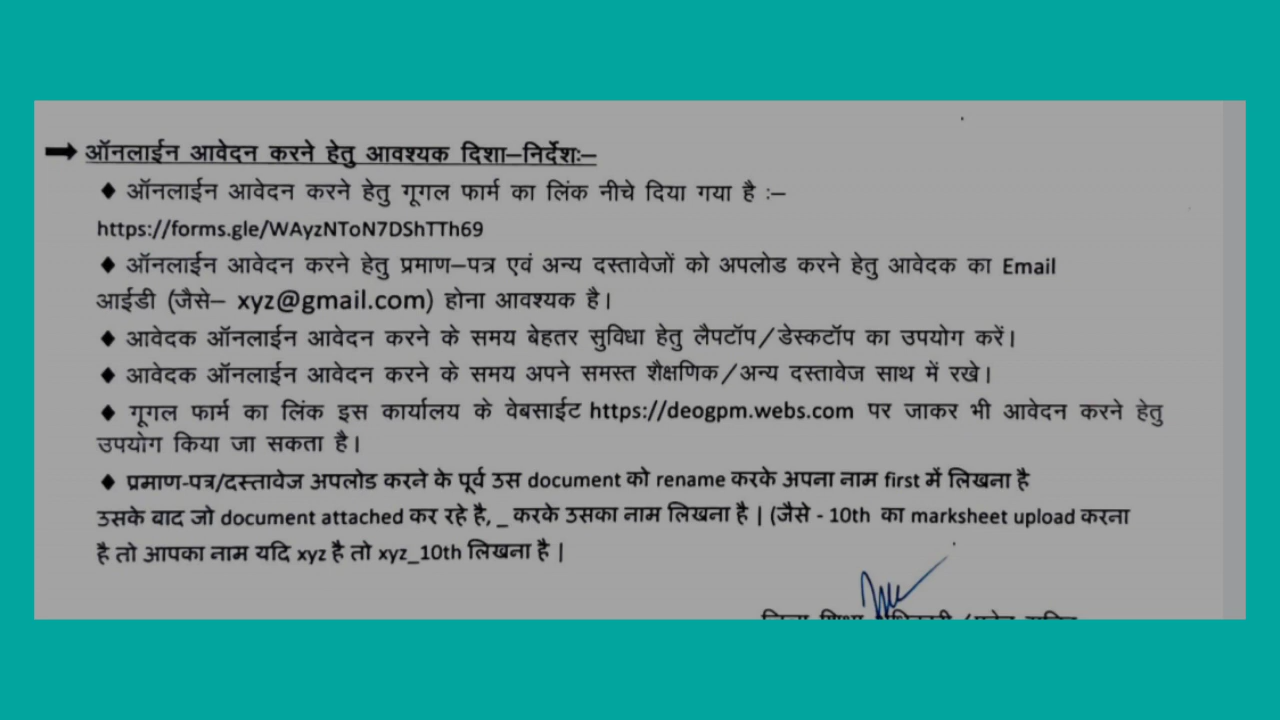 ऑनलाईन आवेदन करने हेतु आवश्यक दिशा–निर्देशः–
♦ ऑनलाईन आवेदन करने हेतु गूगल फार्म का लिंक नीचे दिया गया है :–
https://forms.gle/WAyzNToN7DShTTh69
♦ ऑनलाईन आवेदन करने हेतु प्रमाण–पत्र एवं अन्य दस्तावेजों को अपलोड करने हेतु आवेदक का Email
आईडी (जैसे– xyz@gmail.com) होना आवश्यक है।
♦ आवेदक ऑनलाईन आवेदन करने के समय बेहतर सुविधा हेतु लैपटॉप/डेस्कटॉप का उपयोग करें।
♦ आवेदक ऑनलाईन आवेदन करने के समय अपने समस्त शैक्षणिक/अन्य दस्तावेज साथ में रखे।
♦ गूगल फार्म का लिंक इस कार्यालय के वेबसाईट https://deogpm.webs.com पर जाकर भी आवेदन करने हेतु
उपयोग किया जा सकता है।
♦ प्रमाण-पत्र/दस्तावेज अपलोड करने के पूर्व उस document को rename करके अपना नाम first में लिखना है
उसके बाद जो document attached कर रहे है, _ करके उसका नाम लिखना है | (जैसे - 10th का marksheet upload करना
है तो आपका नाम यदि xyz है तो xyz_10th लिखना है |